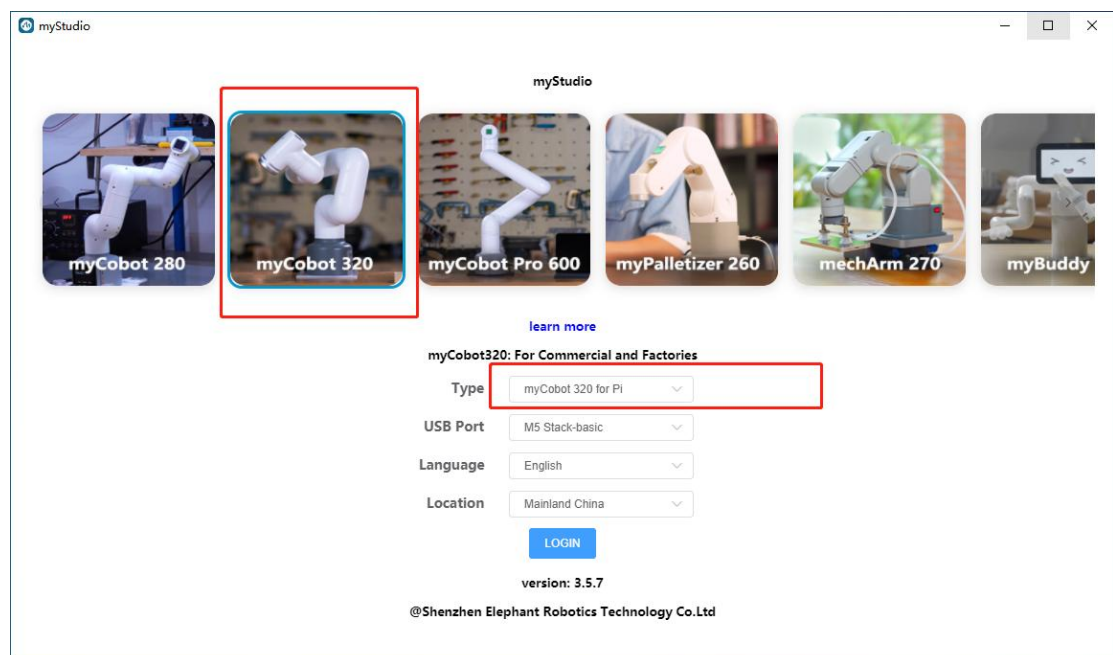 myStudio
myStudio
myCobot 280
myCobot 320
myCobot Pro 600
myPalletizer 260
mechArm 270
myBuddy
learn more
myCobot320: For Commercial and Factories
Type myCobot 320 for Pi
USB Port M5 Stack-basic
Language English
Location Mainland China
LOGIN
version: 3.5.7
@Shenzhen Elephant Robotics Technology Co.Ltd